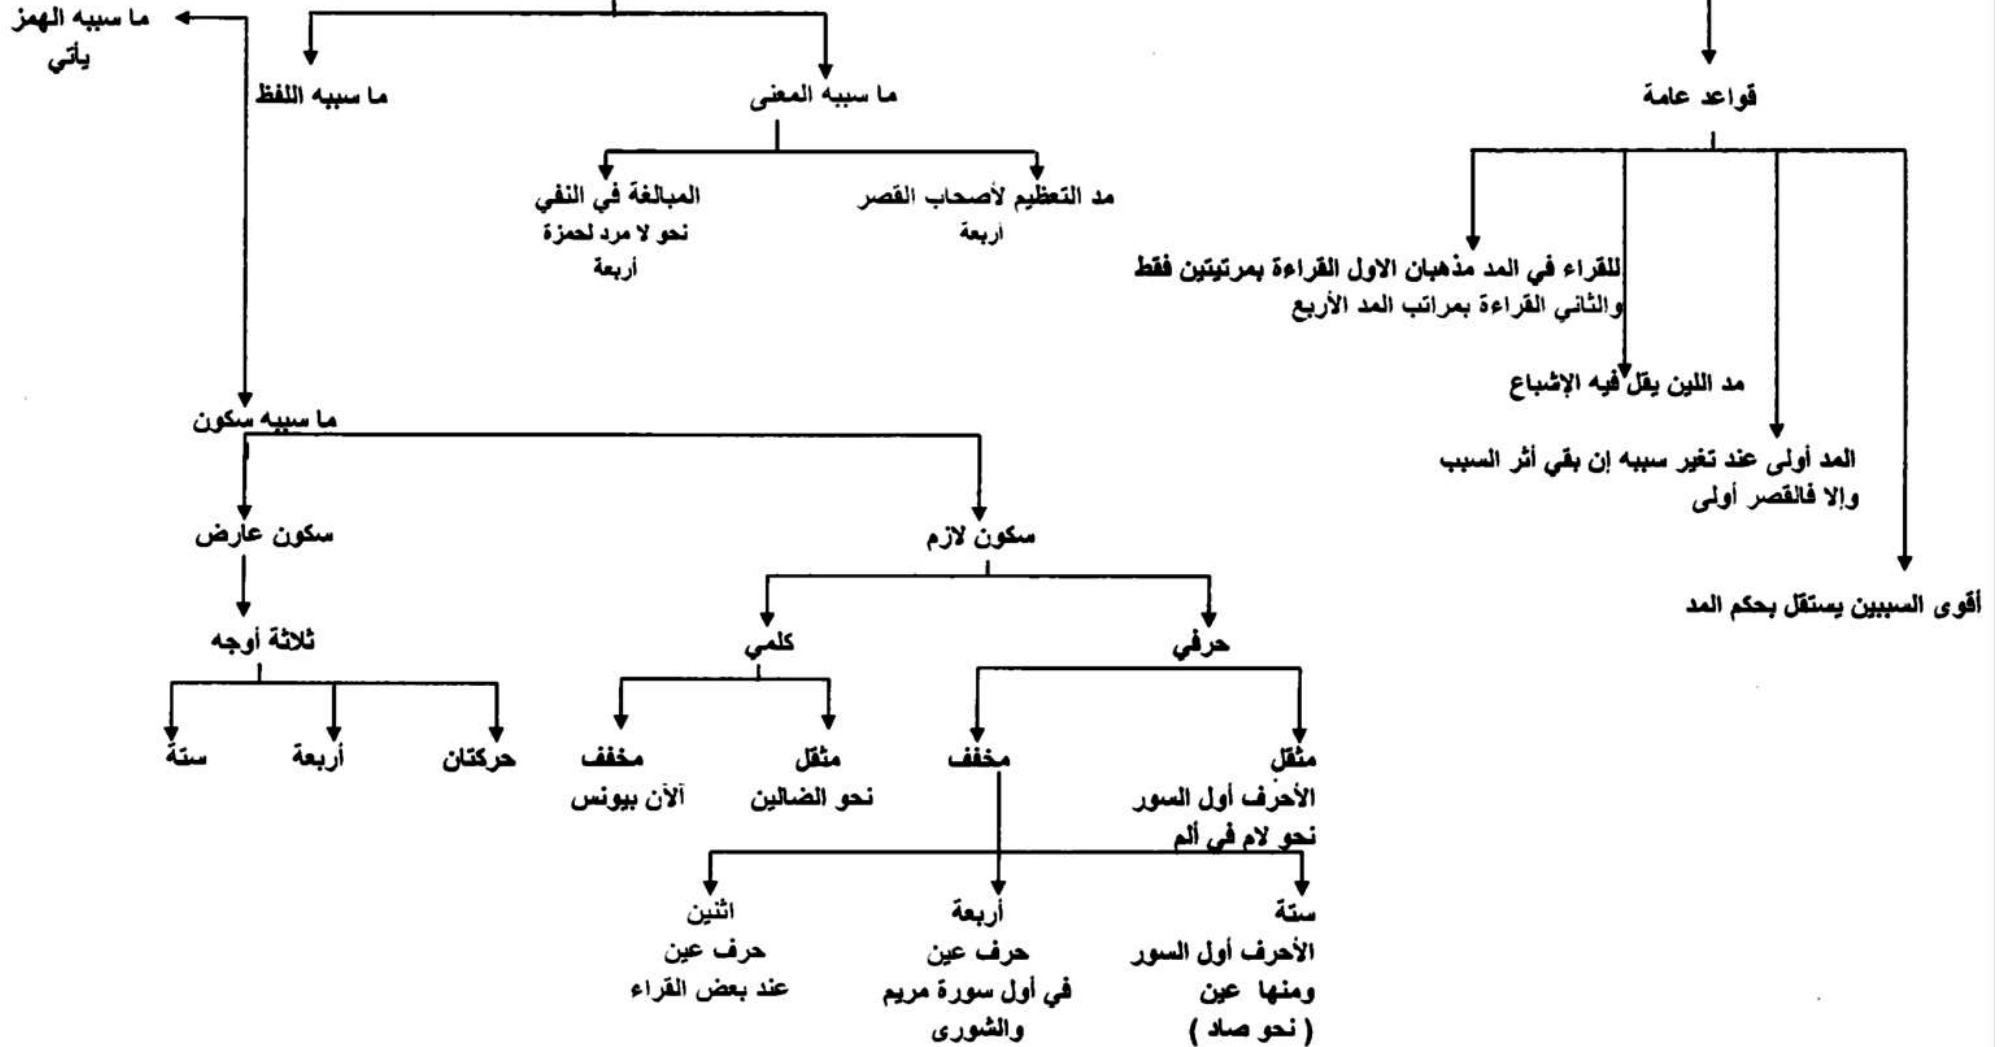 قواعد عامة
للقراء في المد مذهبان الاول القراءة بمرتيتين فقط
والثاني القراءة بمراتب المد الأربع
مد اللين يقل فيه الإشباع
المد أولى عند تغير سببه إن بقي أثر السبب
وإلا فالقصر أولى
أقوى السببين يستقل بحكم المد
ما سببه المعنى
مد التعظيم لأصحاب القصر
أربعة
المبالغة في النفي
نحو لا مرد لحمزة
أربعة
ما سببه اللفظ
ما سببه الهمز
يأتي
ما سببه سكون
سكون لازم
حرفي
مثقل
الأحرف أول السور
نحو لام في ألم
مخفف
ستة
الأحرف أول السور
ومنها عين
( نحو صاد )
أربعة
حرف عين
في أول سورة مريم
والشورى
اثنين
حرف عين
عند بعض القراء
كلمي
مثقل
نحو الضالين
مخفف
آلآن بيونس
سكون عارض
ثلاثة أوجه
حركتان
أربعة
ستة